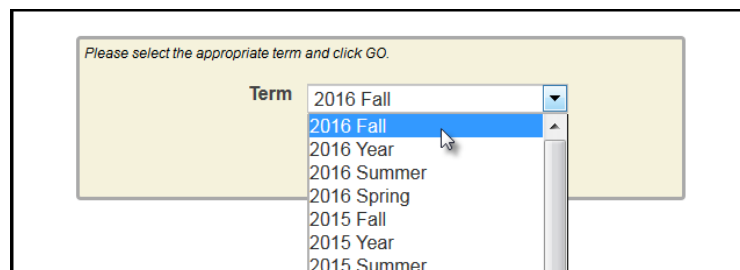 Please select the appropriate term and click GO.
Term 2016 Fall
2016 Fall
2016 Year
2016 Summer
2016 Spring
2015 Fall
2015 Year
2015 Summer